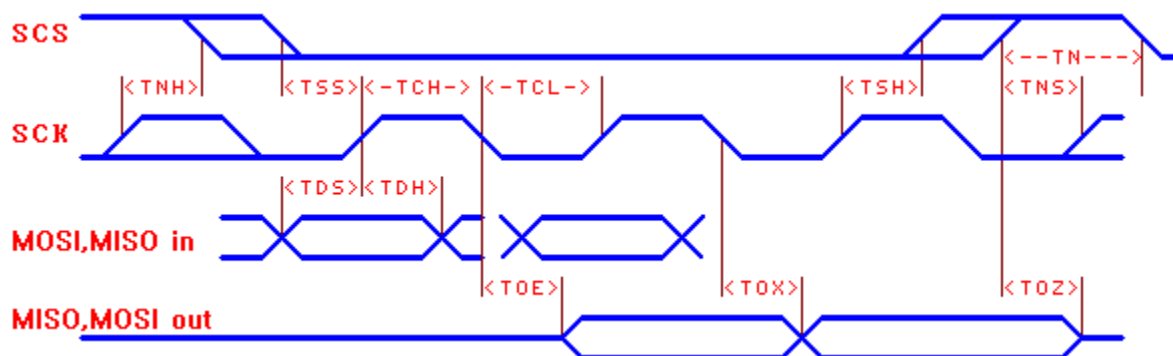 SCS
<--TN--->
<TNH> <TSS> <-TCH-> <-TCL-> <TSH> <TNS>
SCK
<TDS> <TDH>
MOSI,MISO in
<TOE> <TOX> <TOZ>
MISO,MOSI out